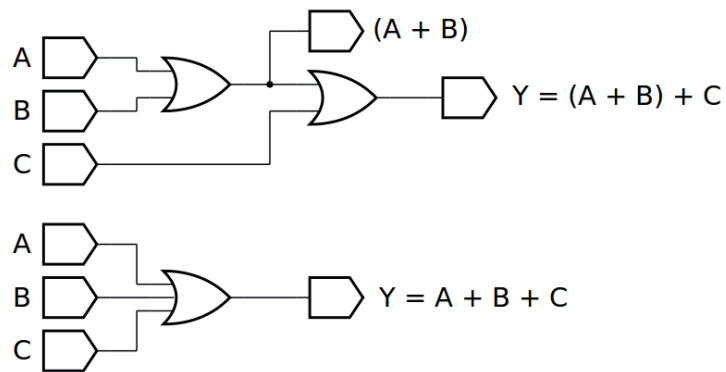 A
(A + B)
B
Y = (A + B) + C
C
A
B
Y = A + B + C
C